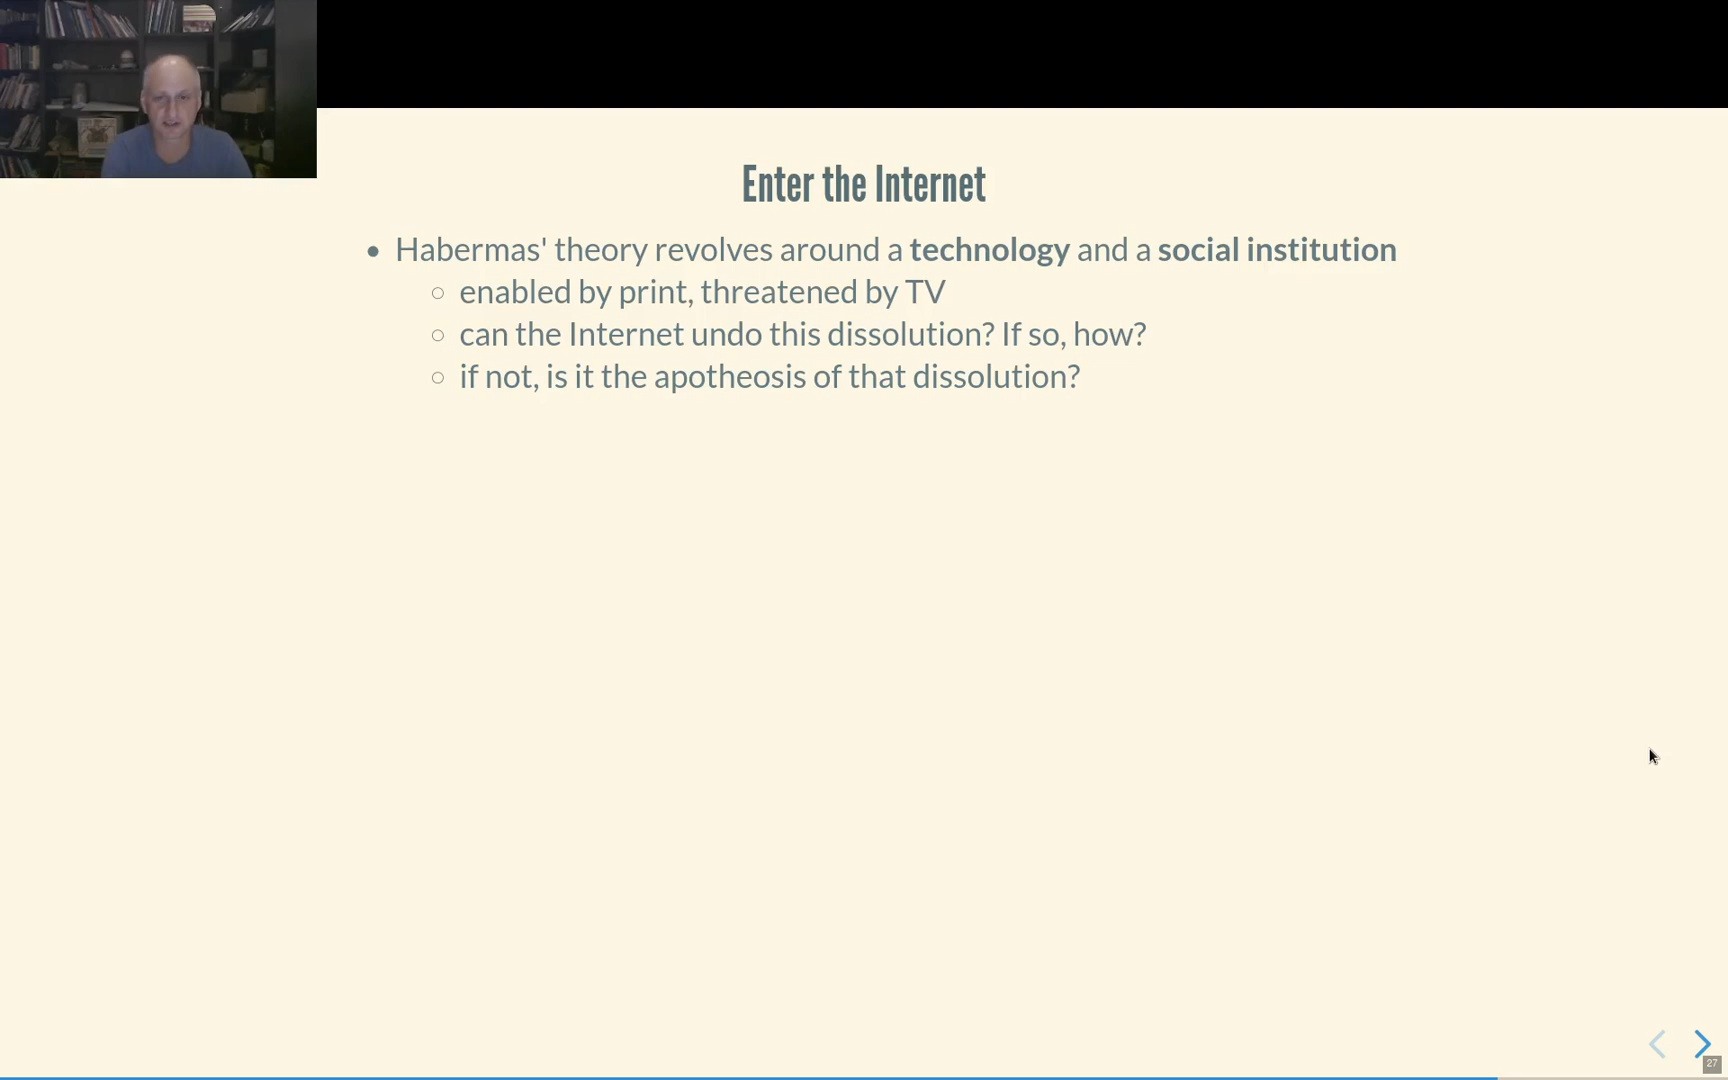 Enter the Internet
Habermas' theory revolves around a technology and a social institution
enabled by print, threatened by TV
can the Internet undo this dissolution? If so, how?
if not, is it the apotheosis of that dissolution?
27